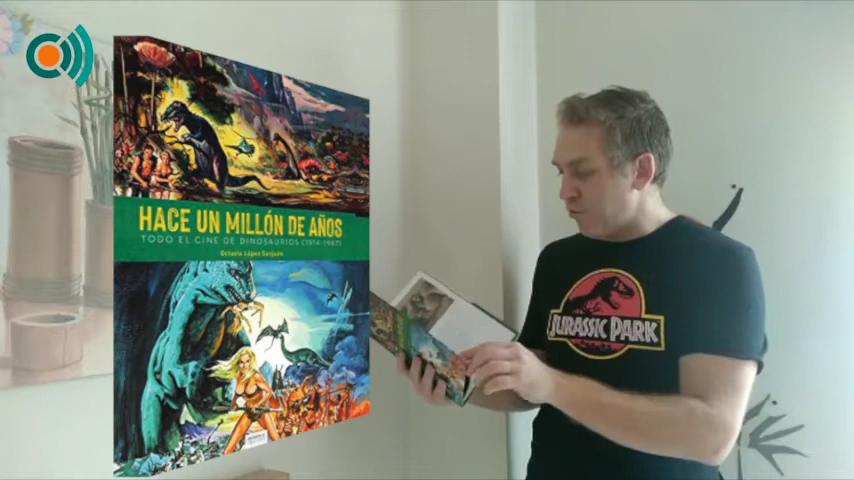 HACE UN MILLÓN DE AÑOS
TODO EL CINE DE DINOSAURIOS (1914-1987)
Octavio López Sanjuán
JURASSIC PARK